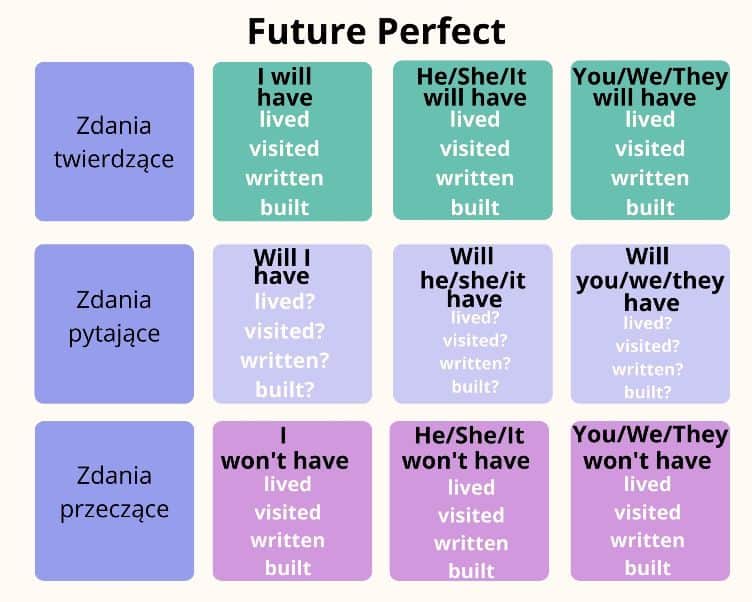 Future Perfect
Zdania
twierdzące
I will
have
lived
visited
written
built
He/She/It
will have
lived
visited
written
built
You/We/They
will have
lived
visited
written
built
Zdania
pytające
Will I
have
lived?
visited?
written?
built?
Will
he/she/it
have
lived?
visited?
written?
built?
Will
you/we/they
have
lived?
visited?
written?
built?
Zdania
przeczące
I
won't have
lived
visited
written
built
He/She/It
won't have
lived
visited
written
built
You/We/They
won't have
lived
visited
written
built